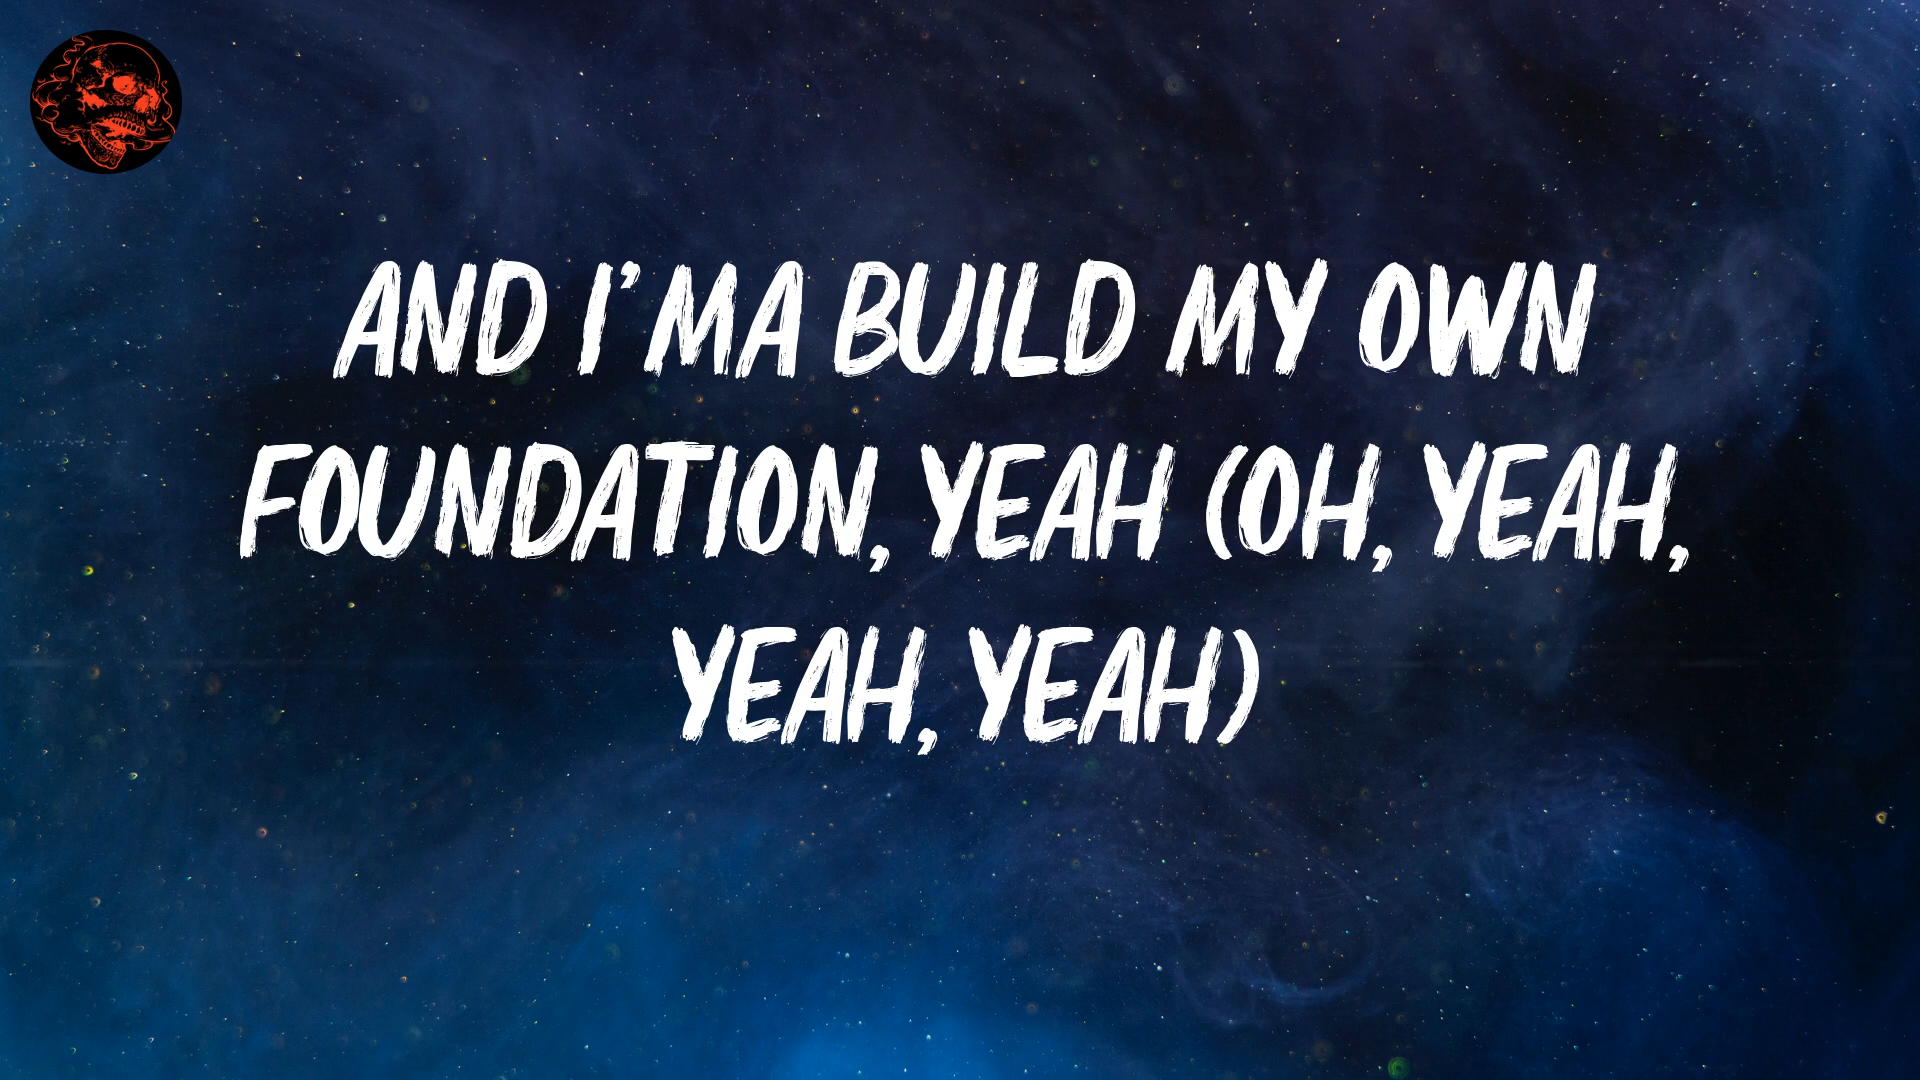 AND I'MA BUILD MY OWN
FOUNDATION, YEAH (OH, YEAH,
YEAH, YEAH)